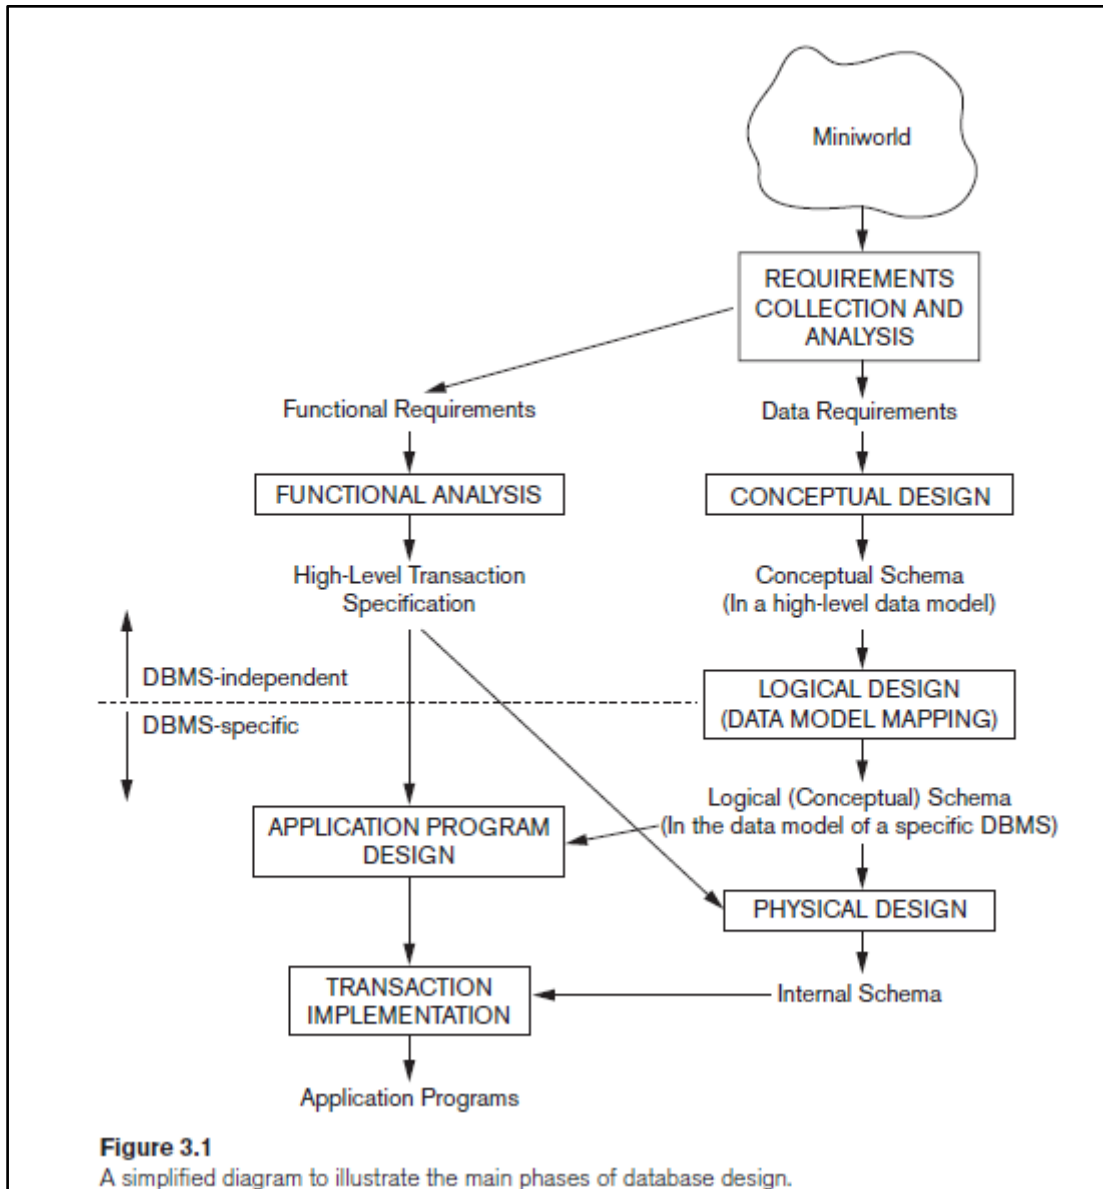 Miniworld
REQUIREMENTS
COLLECTION AND
ANALYSIS
Functional Requirements
Data Requirements
FUNCTIONAL ANALYSIS
CONCEPTUAL DESIGN
High-Level Transaction
Specification
Conceptual Schema
(In a high-level data model)
DBMS-independent
LOGICAL DESIGN
(DATA MODEL MAPPING)
DBMS-specific
Logical (Conceptual) Schema
(In the data model of a specific DBMS)
APPLICATION PROGRAM
DESIGN
PHYSICAL DESIGN
TRANSACTION
IMPLEMENTATION
Internal Schema
Application Programs
Figure 3.1
A simplified diagram to illustrate the main phases of database design.